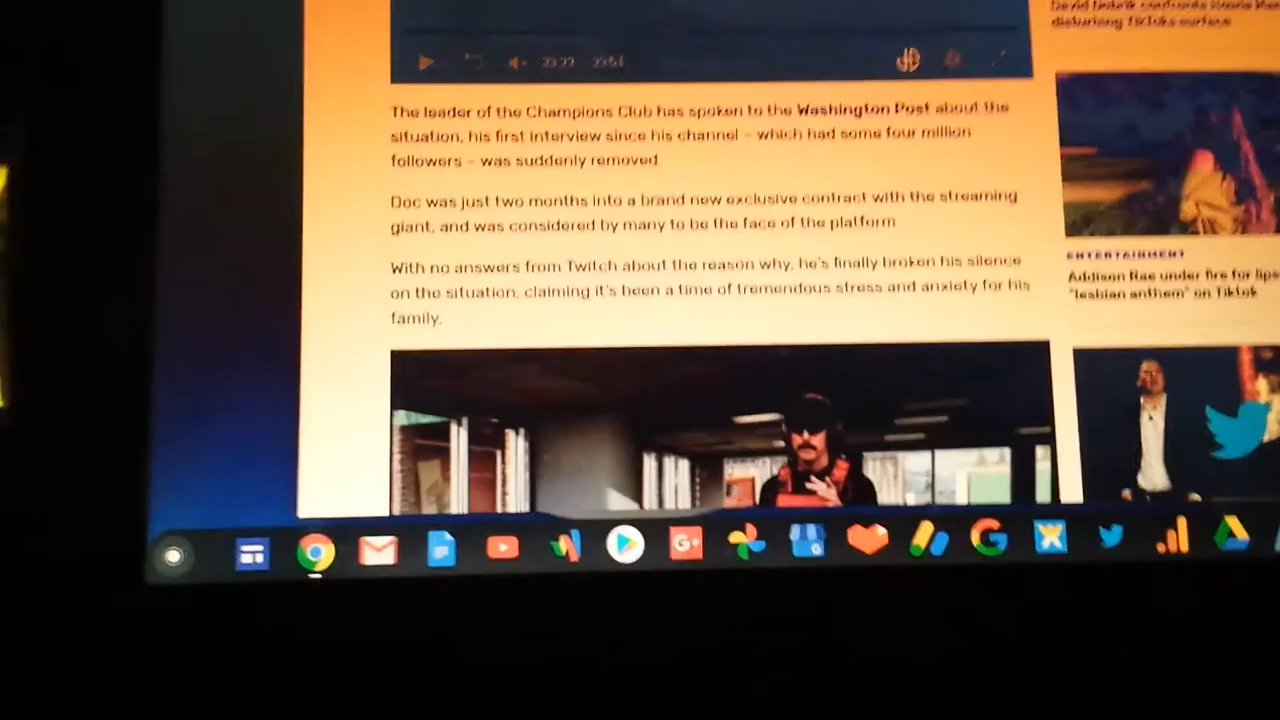 The leader of the Champions Club has spoken to the Washington Post about the
situation, his first interview since his channel – which had some four million
followers – was suddenly removed.
Doc was just two months into a brand new exclusive contract with the streaming
giant, and was considered by many to be the face of the platform
With no answers from Twitch about the reason why, he's finally broken his silence
on the situation, claiming it's been a time of tremendous stress and anxiety for his
family.
disturbing TikToks surface
ENTERTAINMENT
Addison Rae under fire for lips
"lesbian anthem" on Tiktok
G+
G